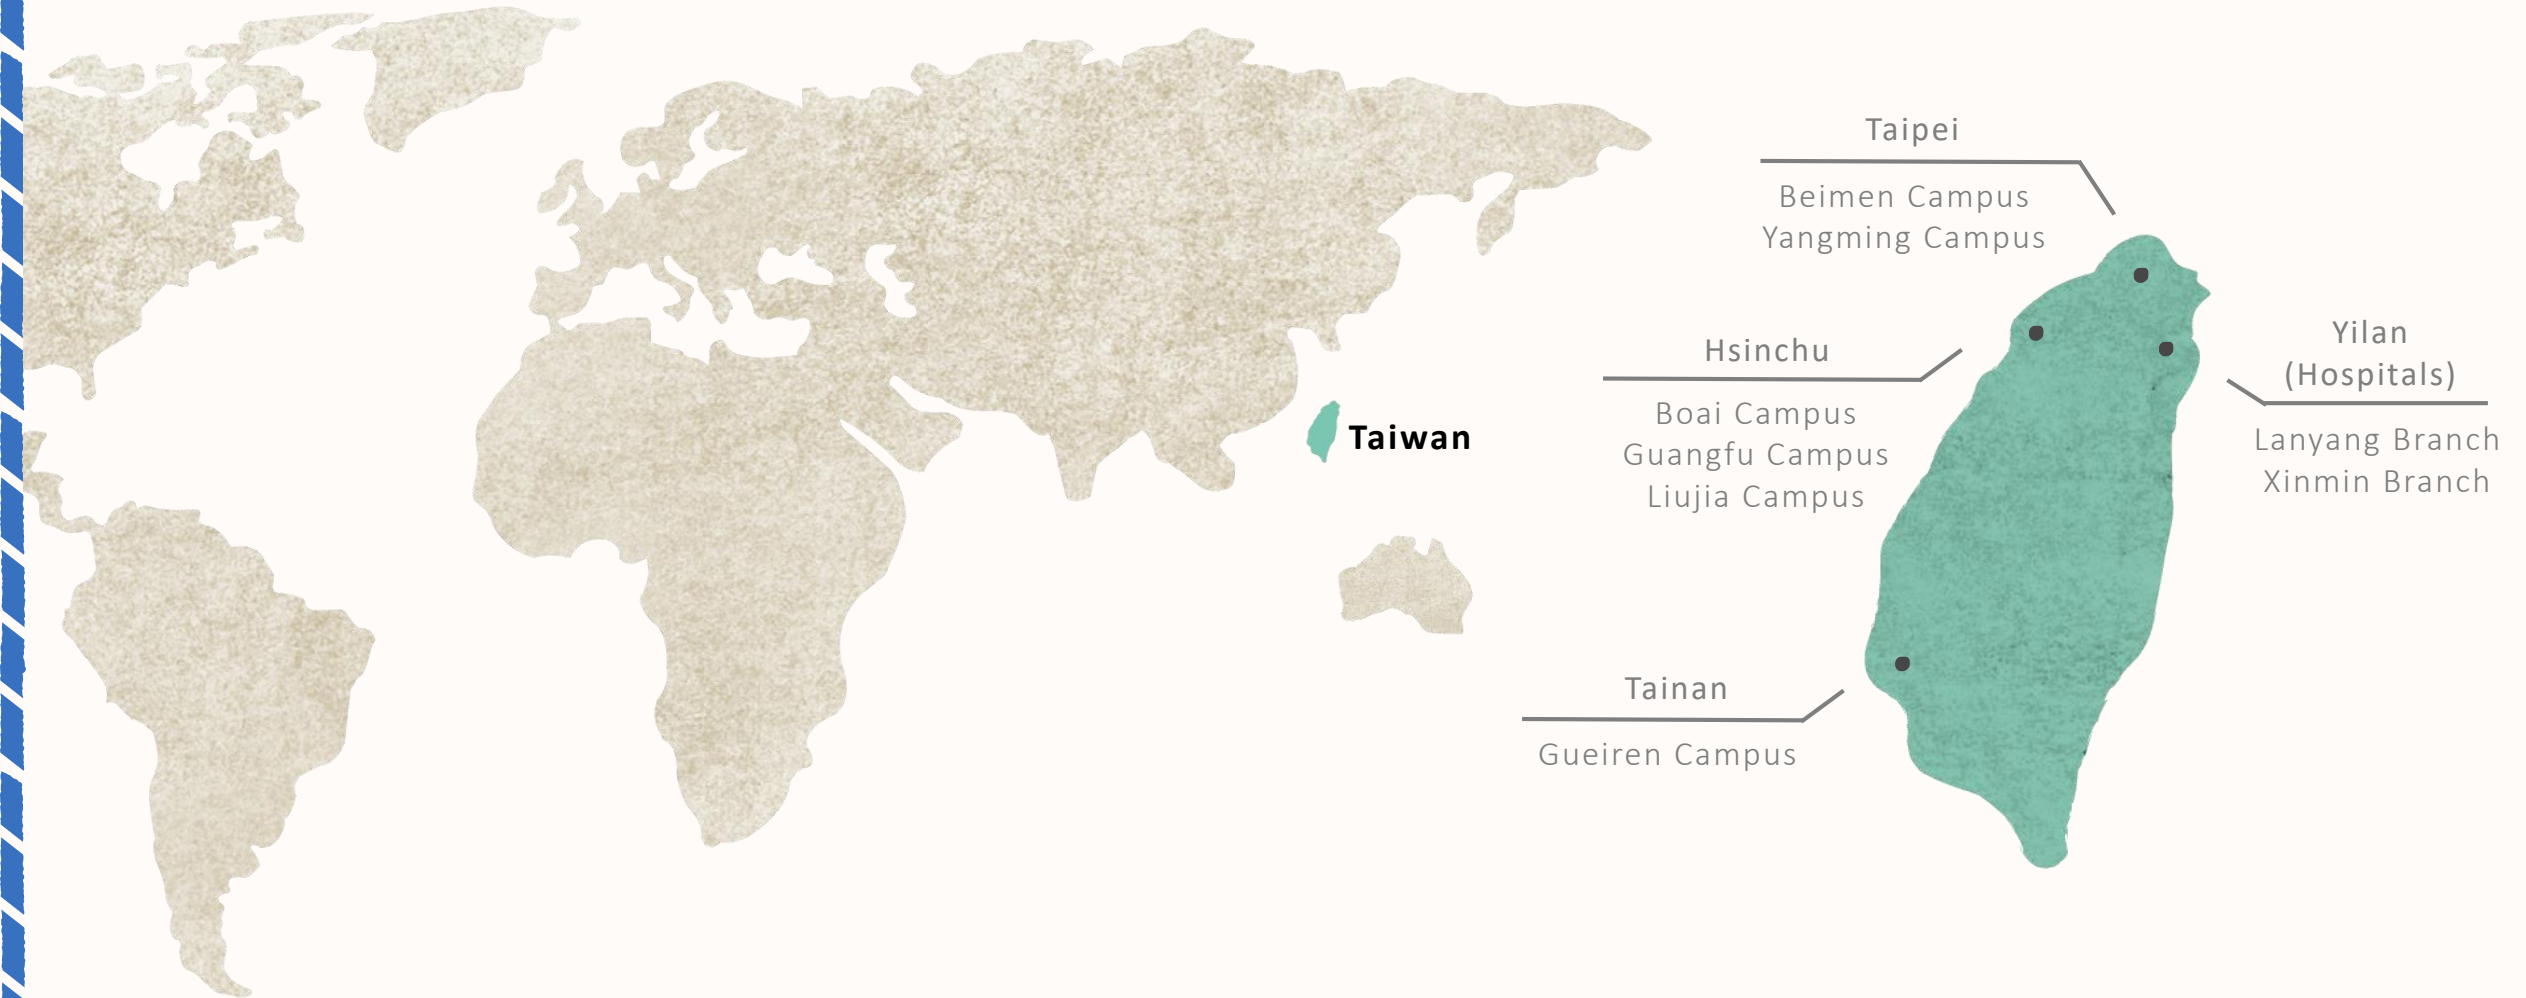 Taiwan
Taipei
Beimen Campus
Yangming Campus
Hsinchu
Boai Campus
Guangfu Campus
Liujia Campus
Yilan
(Hospitals)
Lanyang Branch
Xinmin Branch
Tainan
Gueiren Campus